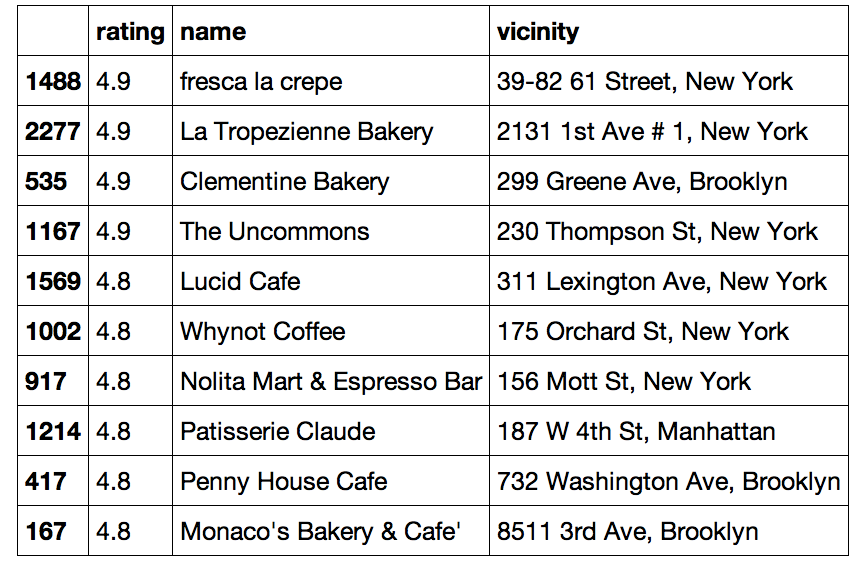 rating name vicinity
1488 4.9 fresca la crepe 39-82 61 Street, New York
2277 4.9 La Tropezienne Bakery 2131 1st Ave # 1, New York
535 4.9 Clementine Bakery 299 Greene Ave, Brooklyn
1167 4.9 The Uncommons 230 Thompson St, New York
1569 4.8 Lucid Cafe 311 Lexington Ave, New York
1002 4.8 Whynot Coffee 175 Orchard St, New York
917 4.8 Nolita Mart & Espresso Bar 156 Mott St, New York
1214 4.8 Patisserie Claude 187 W 4th St, Manhattan
417 4.8 Penny House Cafe 732 Washington Ave, Brooklyn
167 4.8 Monaco's Bakery & Cafe' 8511 3rd Ave, Brooklyn